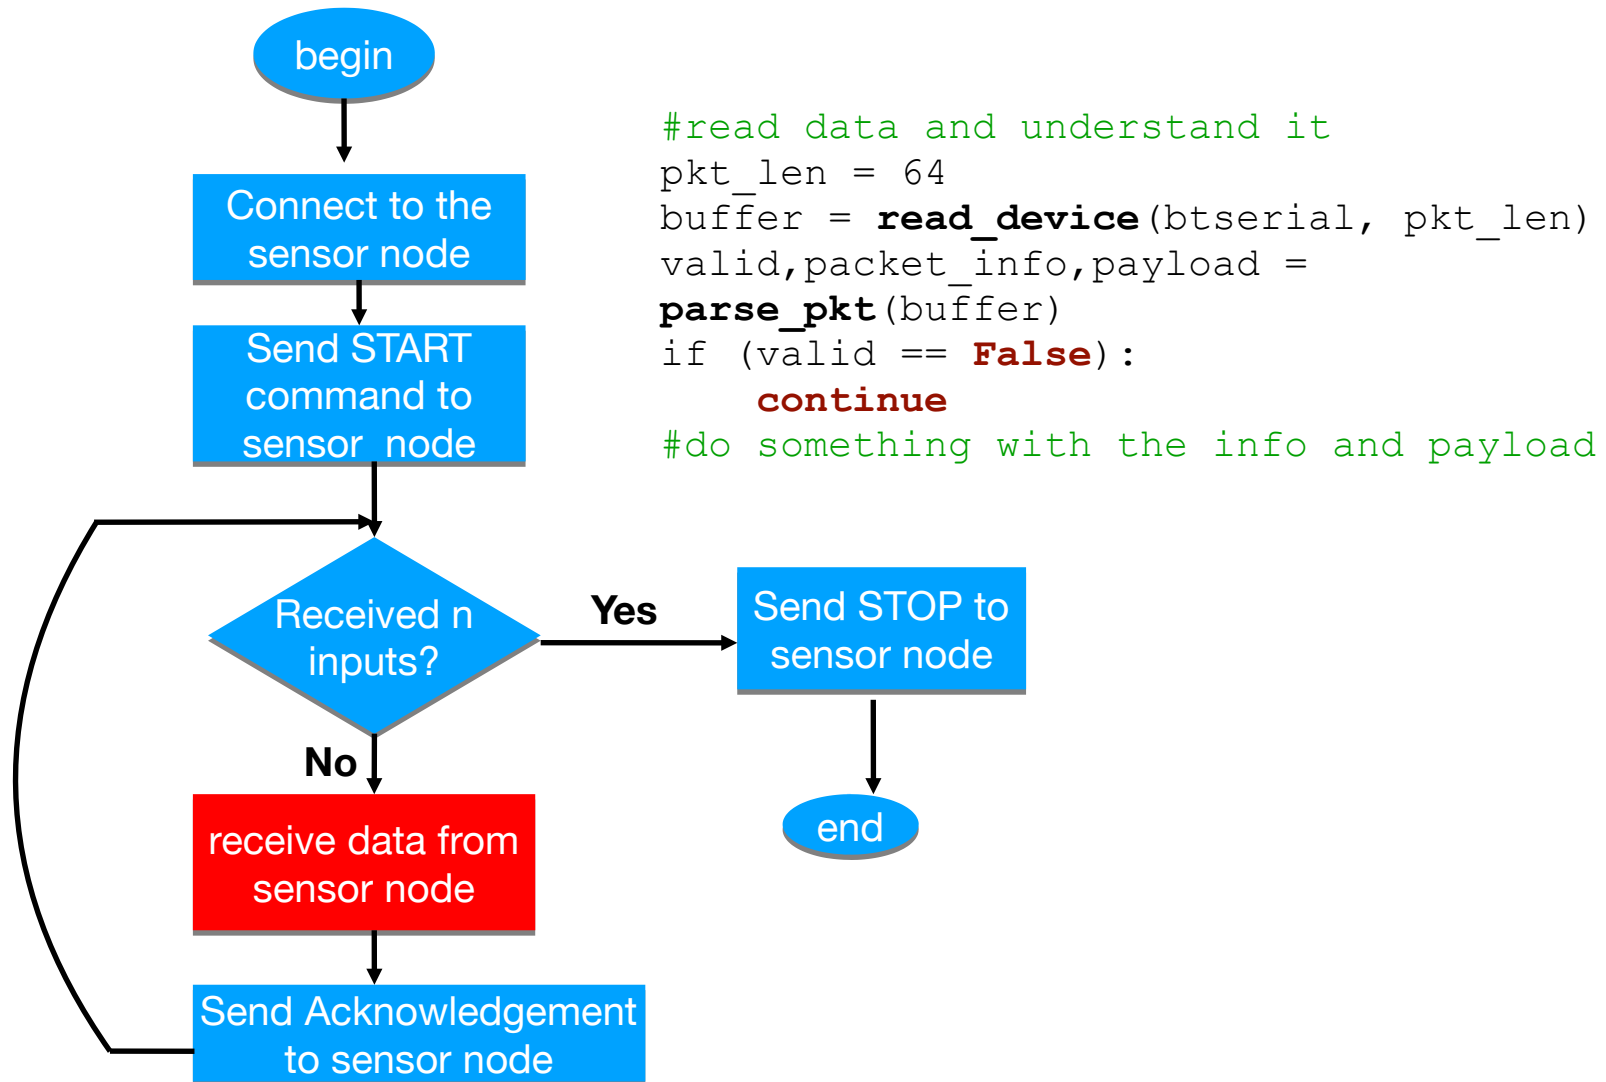 begin
Connect to the
sensor node
Send START
command to
sensor node
Received n
inputs?
Yes
No
receive data from
sensor node
Send Acknowledgement
to sensor node
Send STOP to
sensor node
end
#read data and understand it
pkt_len = 64
buffer = read_device(btserial, pkt_len)
valid,packet_info,payload =
parse_pkt(buffer)
if (valid == False):
    continue
#do something with the info and payload